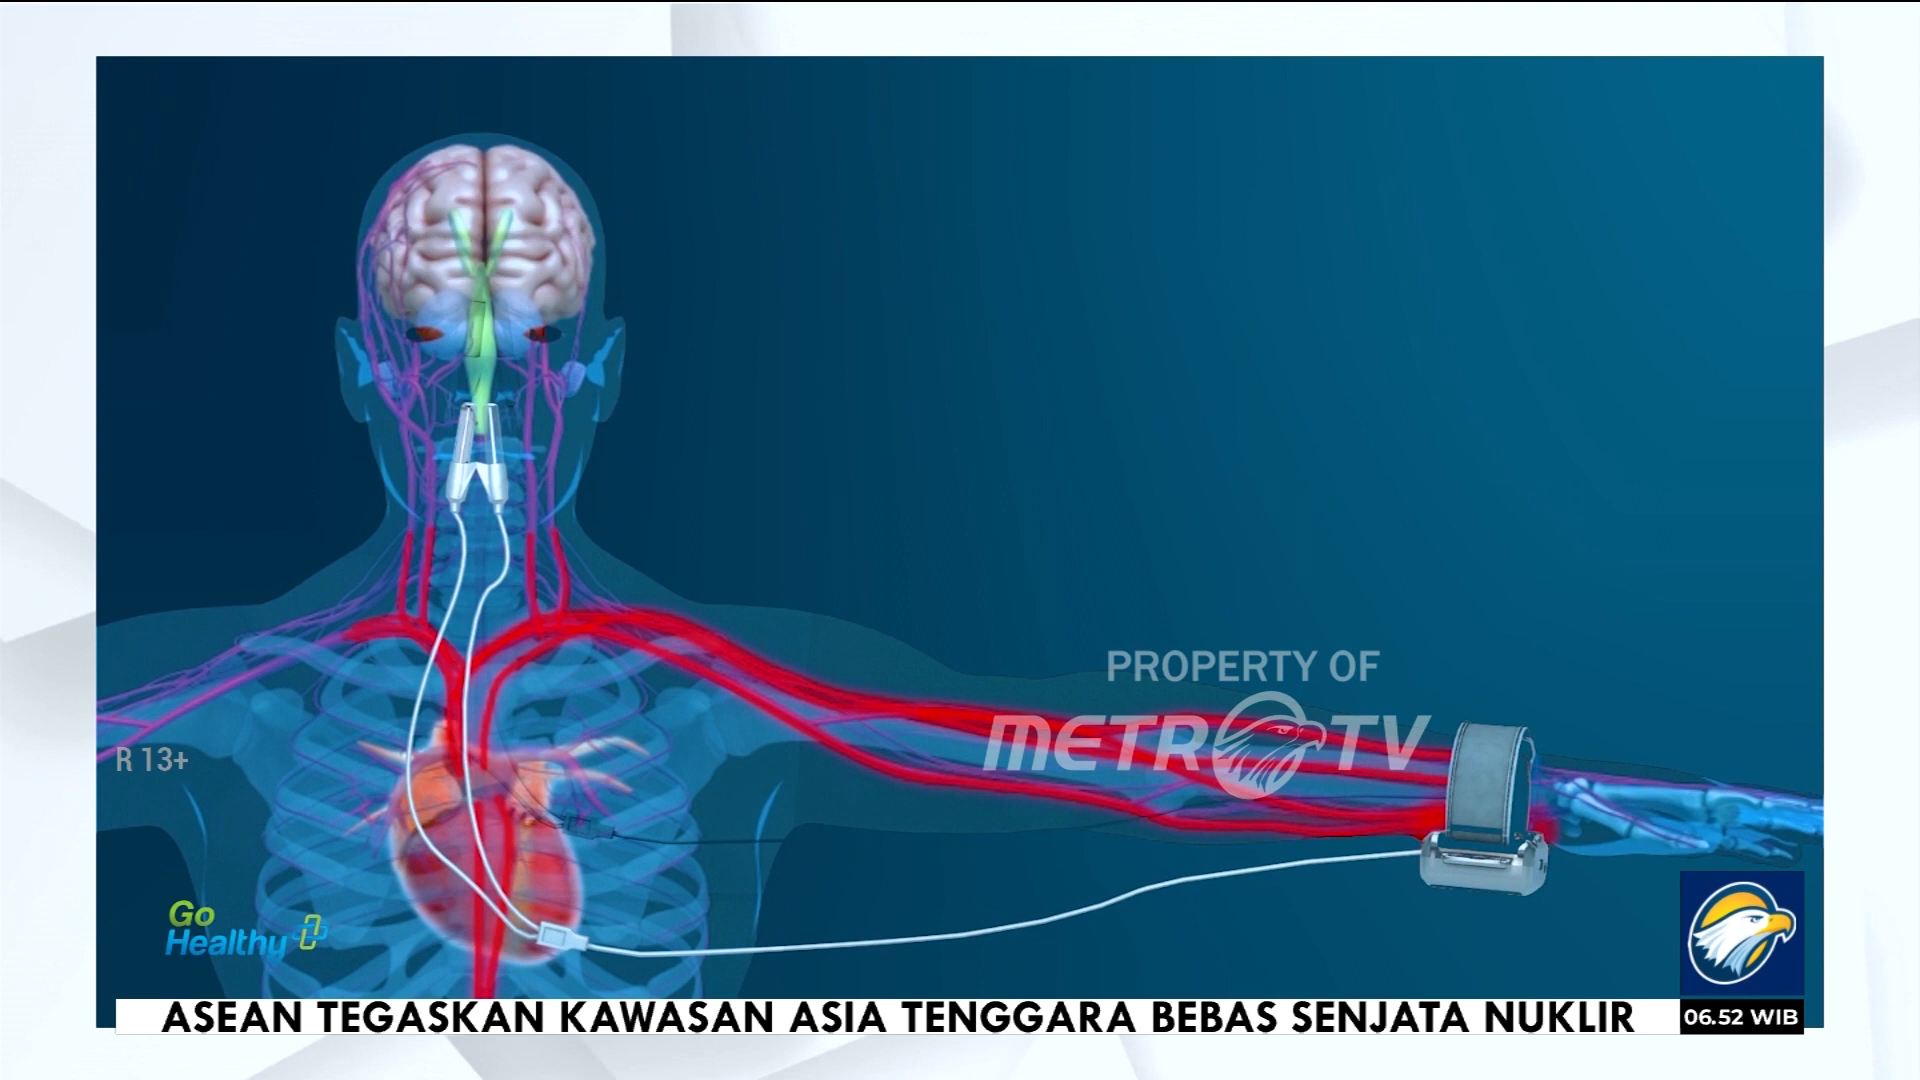 PROPERTY OF
METRO TV
R 13+
Go
Healthy
ASEAN TEGASKAN KAWASAN ASIA TENGGARA BEBAS SENJATA NUKLIR
06.52 WIB